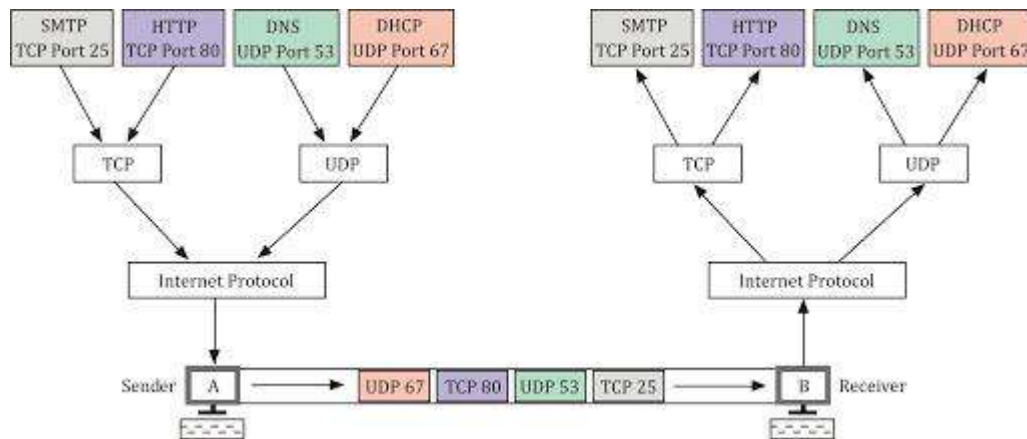 SMTP
TCP Port 25
HTTP
TCP Port 80
DNS
UDP Port 53
DHCP
UDP Port 67
SMTP
TCP Port 25
HTTP
TCP Port 80
DNS
UDP Port 53
DHCP
UDP Port 67
TCP
UDP
TCP
UDP
Internet Protocol
Internet Protocol
Sender
A
UDP 67
TCP 80
UDP 53
TCP 25
B
Receiver